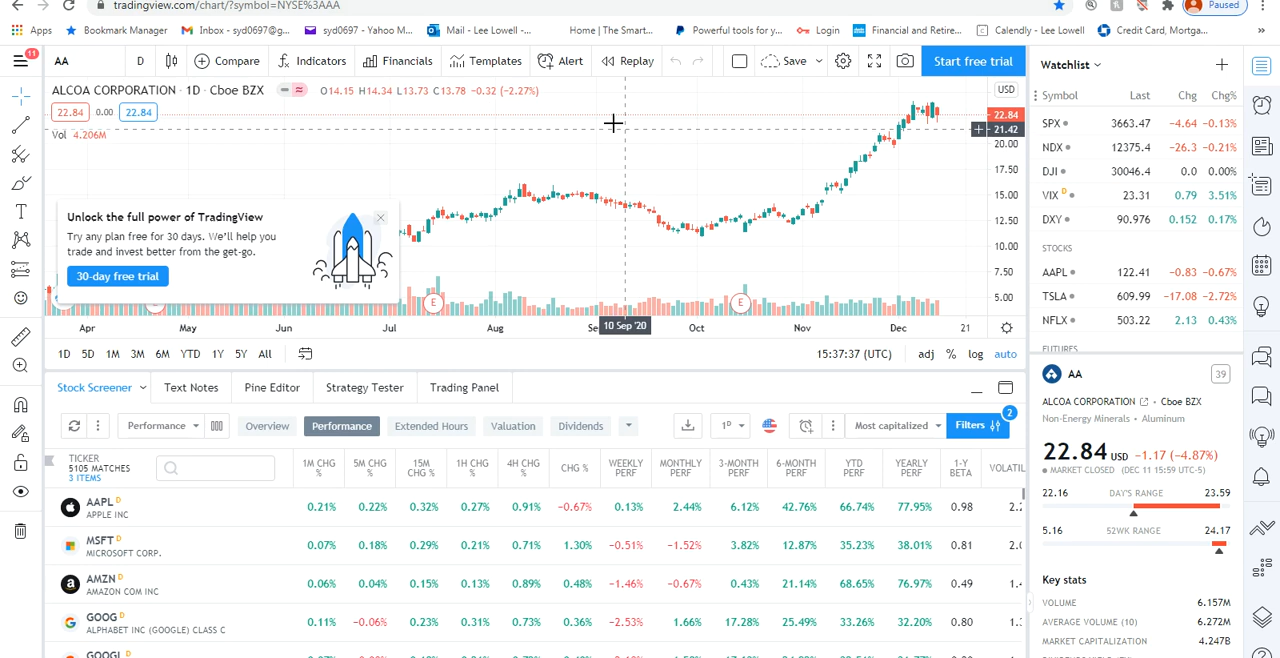 tradingview.com/chart/?symbol=NYSE%3AAA
Paused
Apps
Bookmark Manager
Inbox - syd0697@g...
syd0697 - Yahoo M...
Mail - Lee Lowell -...
Home | The Smart...
Powerful tools for y...
Login
Financial and Retire...
Calendly - Lee Lowell
Credit Card, Mortga...
»
11
AA
D
Compare
Indicators
Financials
Templates
Alert
Replay
Save
Start free trial
Watchlist
ALCOA CORPORATION · 1D · Cboe BZX
O14.15 H14.34 L13.73 C13.78 -0.32 (-2.27%)
USD
22.84
0.00
22.84
Vol 4.206M
22.84
21.42
20.00
17.50
15.00
12.50
10.00
7.50
5.00
Unlock the full power of TradingView
Try any plan free for 30 days. We'll help you
trade and invest better from the get-go.
30-day free trial
E
E
Apr
May
Jun
Jul
Aug
Se
10 Sep '20
Oct
Nov
Dec
21
1D 5D 1M 3M 6M YTD 1Y 5Y All
15:37:37 (UTC)
adj % log auto
Symbol Last Chg Chg%
SPX 3663.47 -4.64 -0.13%
NDX 12375.4 -26.3 -0.21%
DJI 30046.4 0.0 0.00%
VIX D 23.31 0.79 3.51%
DXY 90.976 0.152 0.17%
STOCKS
AAPL 122.41 -0.83 -0.67%
TSLA 609.99 -17.08 -2.72%
NFLX 503.22 2.13 0.43%
FUTURES
Stock Screener
Text Notes
Pine Editor
Strategy Tester
Trading Panel
Performance
Overview
Performance
Extended Hours
Valuation
Dividends
1D
Most capitalized
Filters
2
TICKER
5105 MATCHES
3 ITEMS
1M CHG %
5M CHG %
15M CHG %
1H CHG %
4H CHG %
CHG %
WEEKLY PERF
MONTHLY PERF
3-MONTH PERF
6-MONTH PERF
YTD PERF
YEARLY PERF
1-Y BETA
VOLATIL
AAPL D 0.21% 0.22% 0.32% 0.27% 0.91% -0.67% 0.13% 2.44% 6.12% 42.76% 66.74% 77.95% 0.98 2.
APPLE INC
MSFT D 0.07% 0.18% 0.29% 0.21% 0.71% 1.30% -0.51% -1.52% 3.82% 12.87% 35.23% 38.01% 0.81 2.0
MICROSOFT CORP.
AMZN D 0.06% 0.04% 0.15% 0.13% 0.89% 0.48% -1.46% -0.67% 0.43% 21.14% 68.65% 76.97% 0.49 1.
AMAZON COM INC
GOOG D 0.11% -0.06% 0.23% 0.31% 0.73% 0.36% -2.53% 1.66% 17.28% 25.49% 33.26% 32.20% 0.80 1.
ALPHABET INC (GOOGLE) CLASS C
GOOGL D
AA
39
ALCOA CORPORATION • Cboe BZX
Non-Energy Minerals • Aluminum
22.84 USD -1.17 (-4.87%)
MARKET CLOSED (DEC 11 15:59 UTC-5)
22.16 DAY'S RANGE 23.59
5.16 52WK RANGE 24.17
Key stats
VOLUME 6.157M
AVERAGE VOLUME (10) 6.272M
MARKET CAPITALIZATION 4.247B